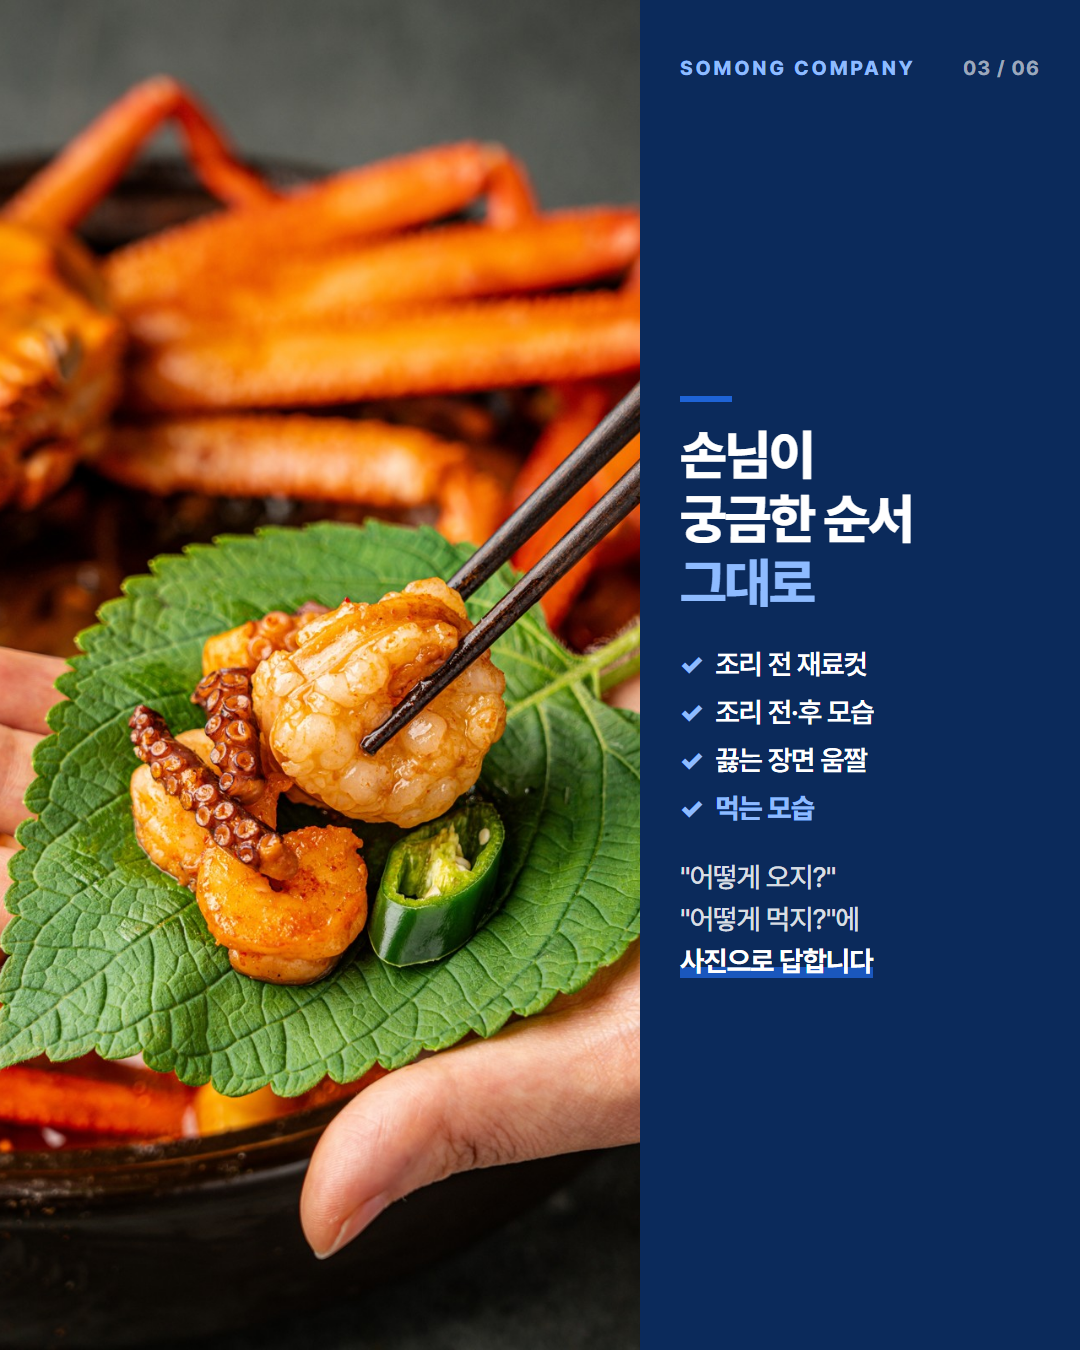 SOMONG COMPANY 03 / 06
손님이
궁금한 순서
그대로
조리 전 재료컷
조리 전·후 모습
끓는 장면 움짤
먹는 모습
"어떻게 오지?"
"어떻게 먹지?"에
사진으로 답합니다